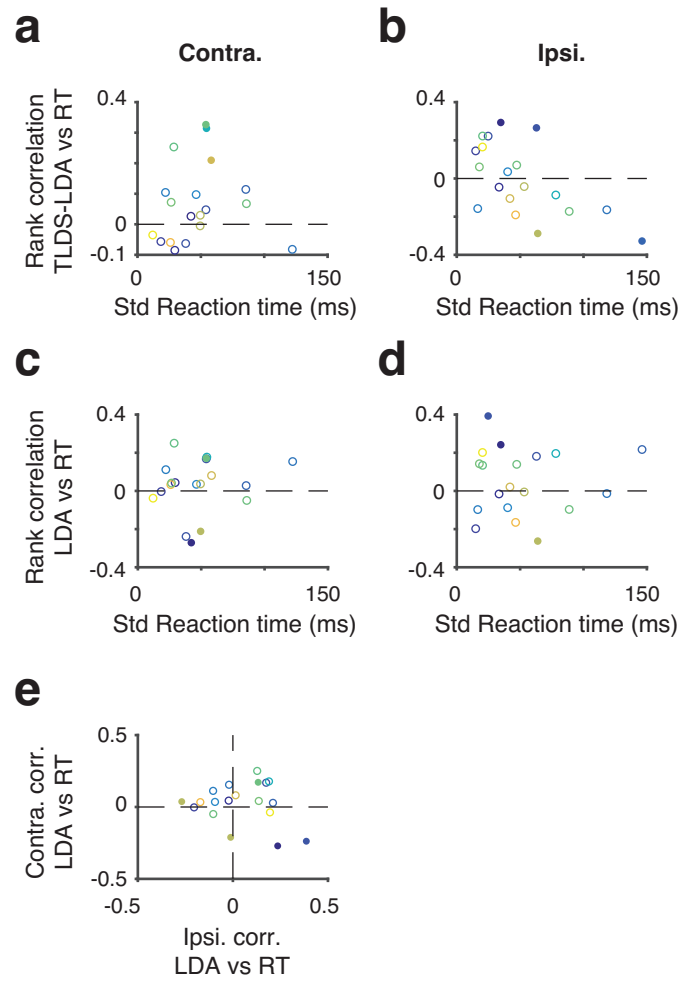 a
b
Contra.
Ipsi.
Rank correlation
TLDS-LDA vs RT
0.4
0
-0.1
0
150
Std Reaction time (ms)
0.4
0
-0.4
0
150
Std Reaction time (ms)
c
d
Rank correlation
LDA vs RT
0.4
0
-0.4
0
150
Std Reaction time (ms)
0.4
0
-0.4
0
150
Std Reaction time (ms)
e
Contra. corr.
LDA vs RT
0.5
0
-0.5
-0.5
0
0.5
Ipsi. corr.
LDA vs RT